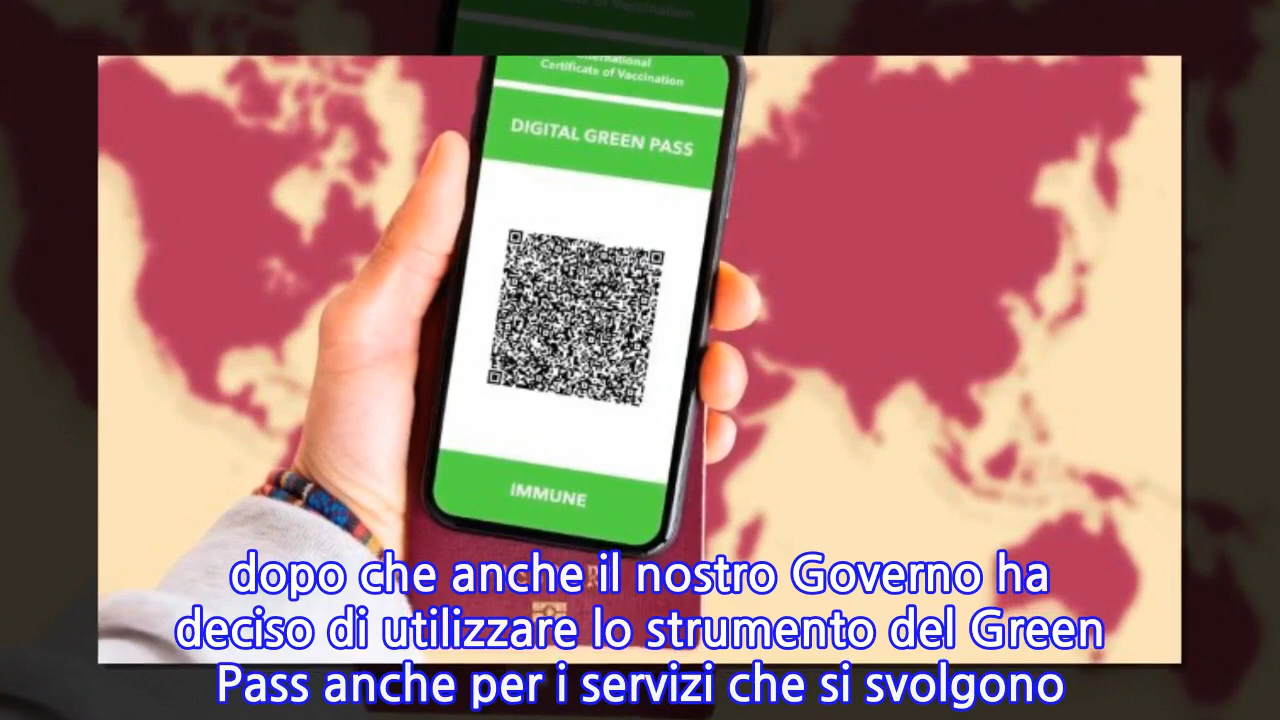 Certificate of Vaccination
DIGITAL GREEN PASS
IMMUNE
dopo che anche il nostro Governo ha
deciso di utilizzare lo strumento del Green
Pass anche per i servizi che si svolgono